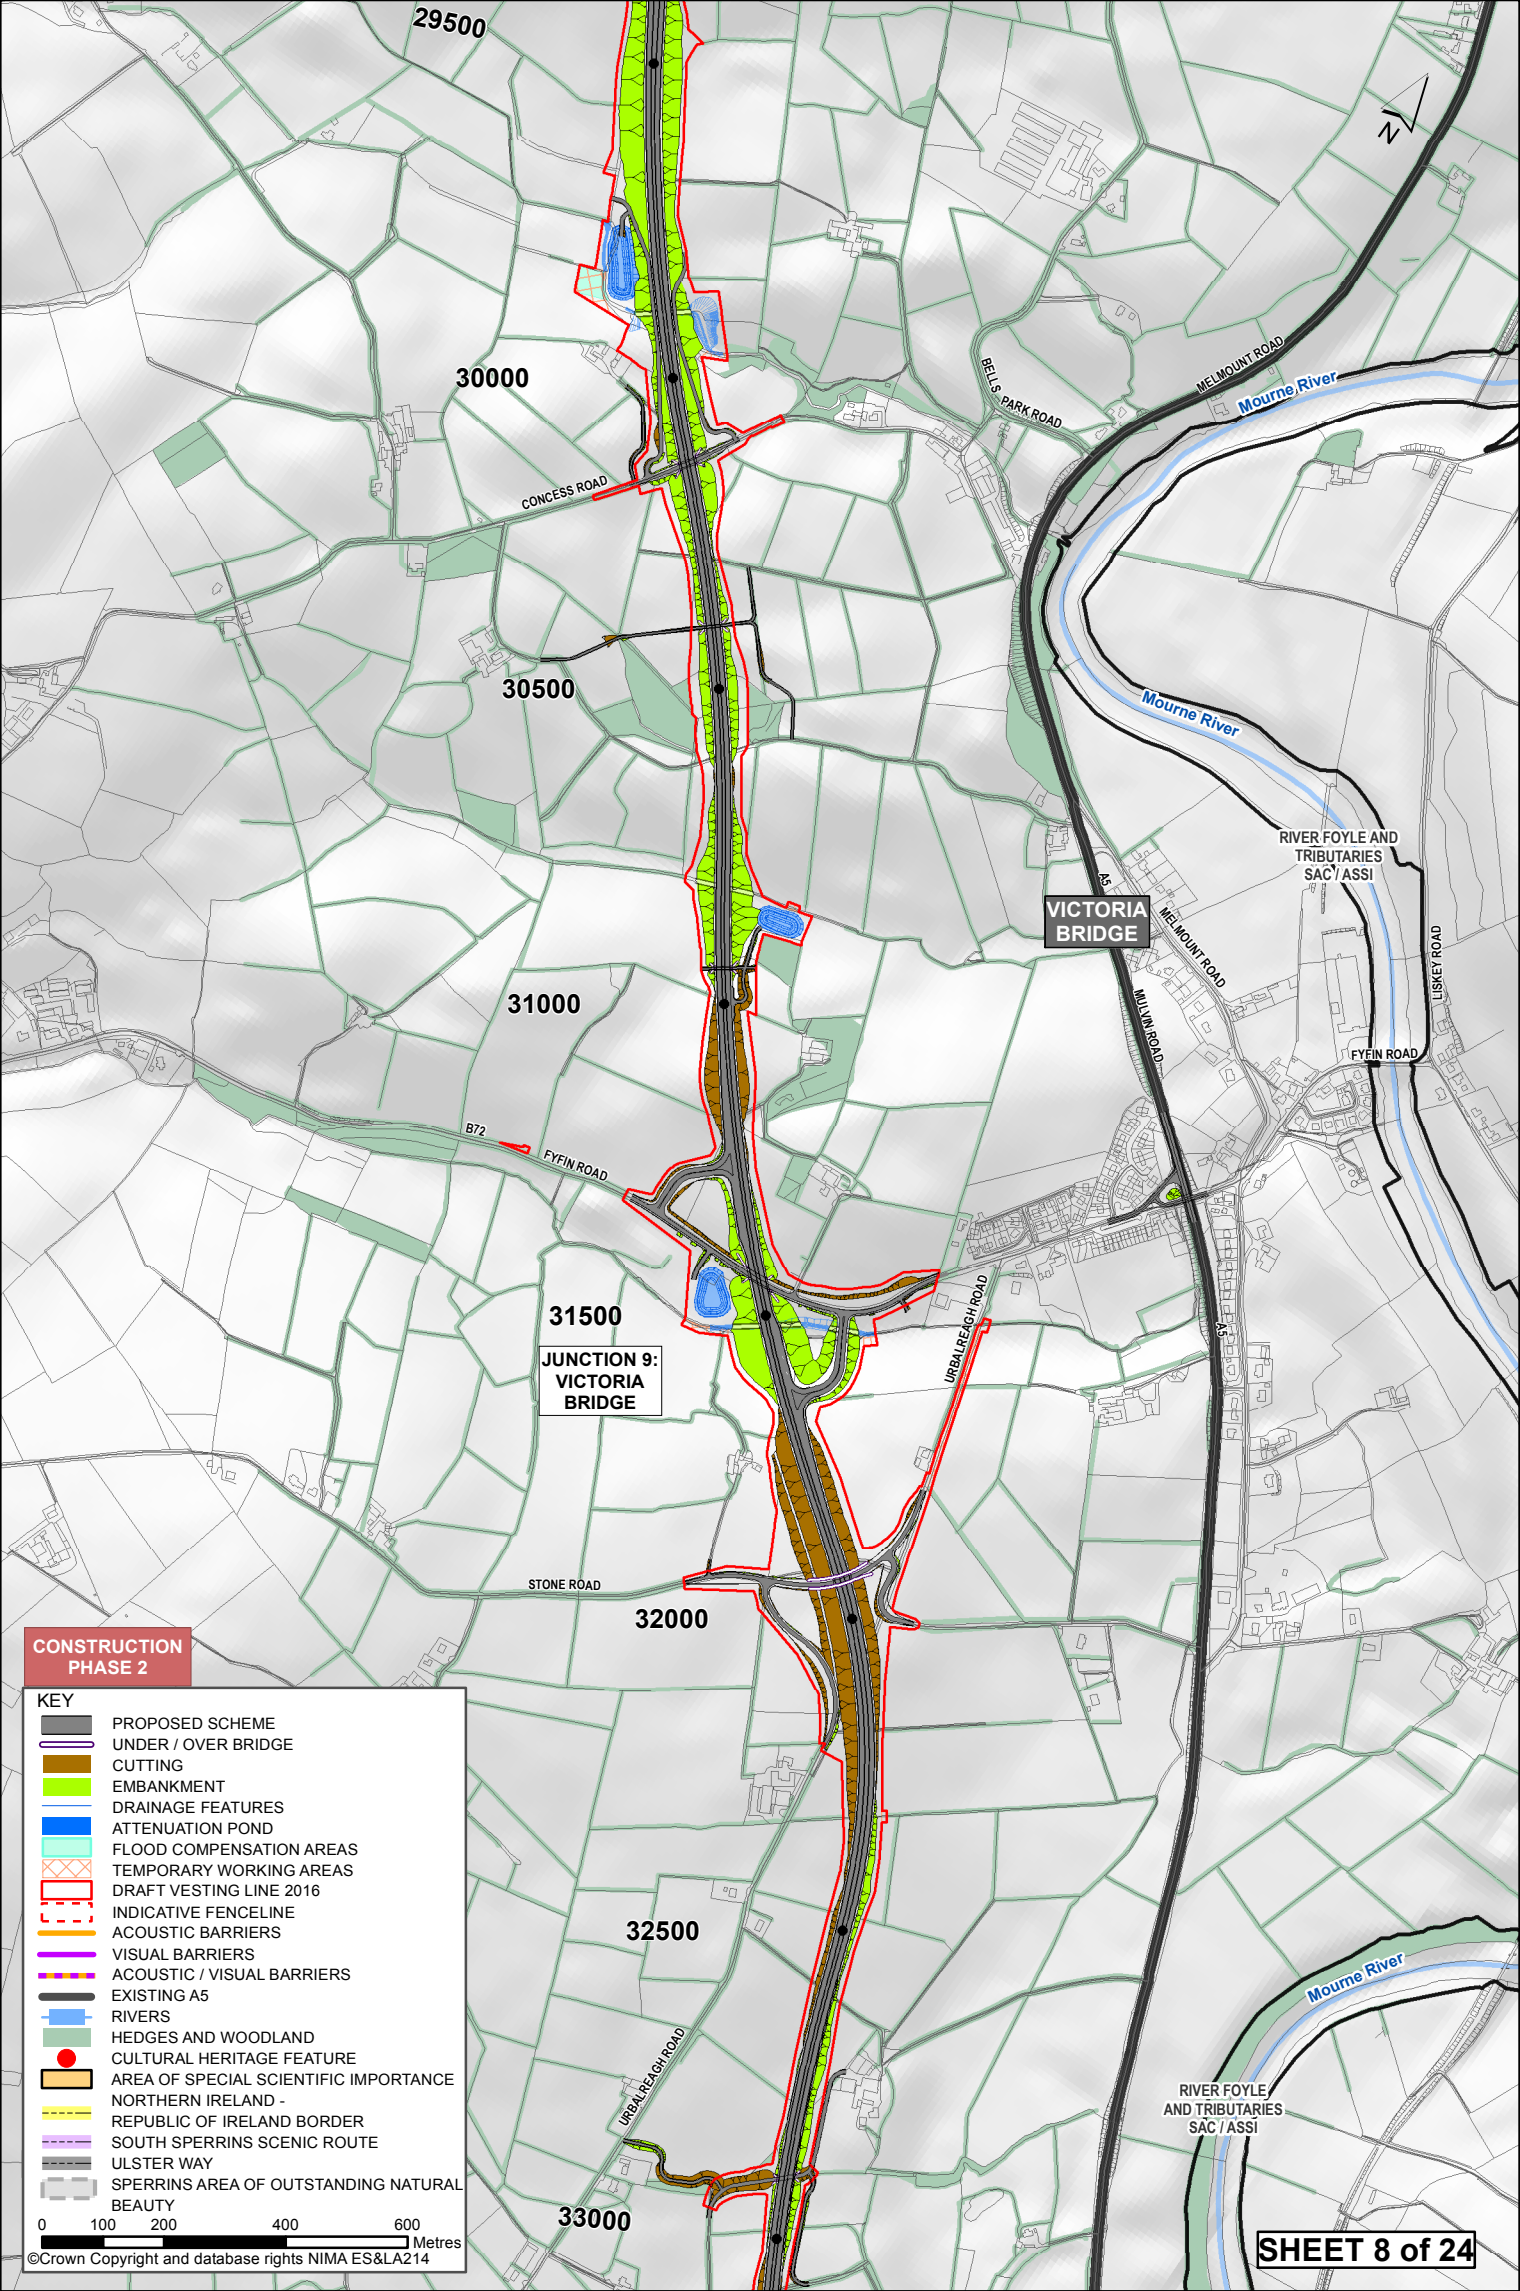 29500
N
MELMOUNT ROAD
Mourne River
BELLS PARK ROAD
30000
CONCESS ROAD
30500
Mourne River
RIVER FOYLE AND
TRIBUTARIES
SAC / ASSI
A5
VICTORIA
BRIDGE
MELMOUNT ROAD
LISKEY ROAD
31000
MULVIN ROAD
FYFIN ROAD
B72
FYFIN ROAD
31500
URBALREAGH ROAD
A5
JUNCTION 9:
VICTORIA
BRIDGE
STONE ROAD
32000
32500
Mourne River
URBALREAGH ROAD
RIVER FOYLE
AND TRIBUTARIES
SAC / ASSI
33000
CONSTRUCTION
PHASE 2
KEY
PROPOSED SCHEME
UNDER / OVER BRIDGE
CUTTING
EMBANKMENT
DRAINAGE FEATURES
ATTENUATION POND
FLOOD COMPENSATION AREAS
TEMPORARY WORKING AREAS
DRAFT VESTING LINE 2016
INDICATIVE FENCELINE
ACOUSTIC BARRIERS
VISUAL BARRIERS
ACOUSTIC / VISUAL BARRIERS
EXISTING A5
RIVERS
HEDGES AND WOODLAND
CULTURAL HERITAGE FEATURE
AREA OF SPECIAL SCIENTIFIC IMPORTANCE
NORTHERN IRELAND -
REPUBLIC OF IRELAND BORDER
SOUTH SPERRINS SCENIC ROUTE
ULSTER WAY
SPERRINS AREA OF OUTSTANDING NATURAL
BEAUTY
0 100 200 400 600
Metres
©Crown Copyright and database rights NIMA ES&LA214
SHEET 8 of 24